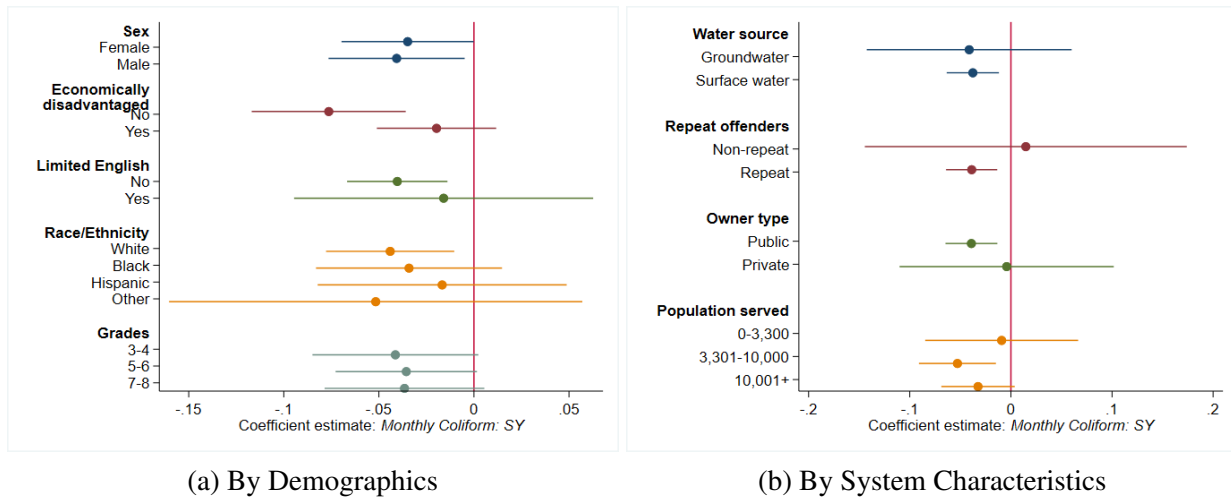 Sex
Female
Male
Economically
disadvantaged
No
Yes
Limited English
No
Yes
Race/Ethnicity
White
Black
Hispanic
Other
Grades
3-4
5-6
7-8
-.15 -.1 -.05 0 .05
Coefficient estimate: Monthly Coliform: SY
(a) By Demographics
Water source
Groundwater
Surface water
Repeat offenders
Non-repeat
Repeat
Owner type
Public
Private
Population served
0-3,300
3,301-10,000
10,001+
-.2 -.1 0 .1 .2
Coefficient estimate: Monthly Coliform: SY
(b) By System Characteristics